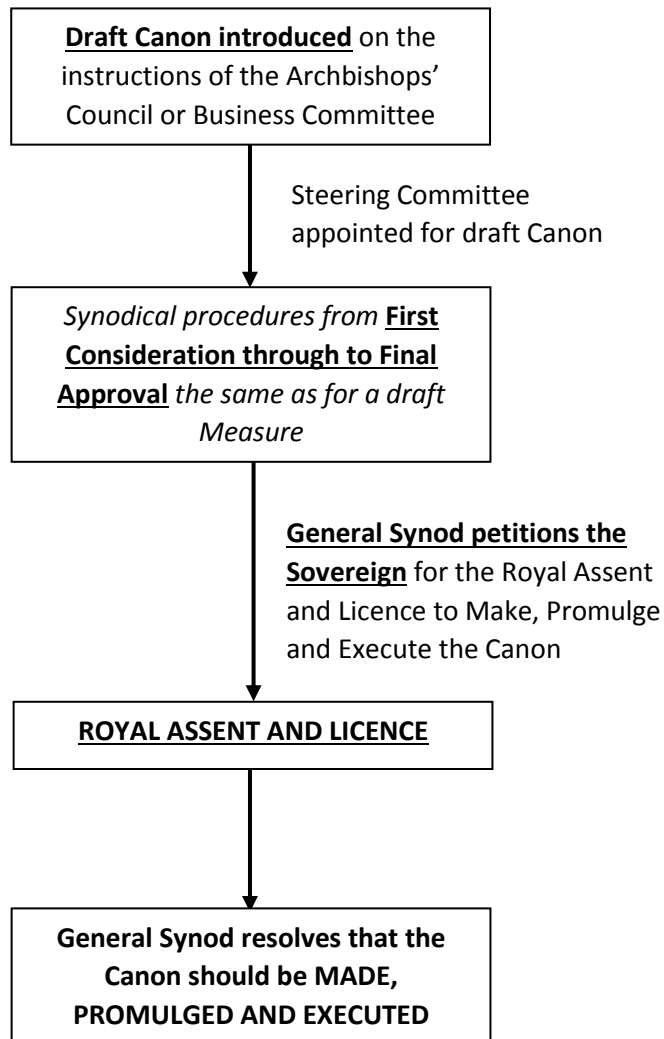 Draft Canon introduced on the
instructions of the Archbishops’
Council or Business Committee
Steering Committee
appointed for draft Canon
Synodical procedures from First
Consideration through to Final
Approval the same as for a draft
Measure
General Synod petitions the
Sovereign for the Royal Assent
and Licence to Make, Promulge
and Execute the Canon
ROYAL ASSENT AND LICENCE
General Synod resolves that the
Canon should be MADE,
PROMULGED AND EXECUTED